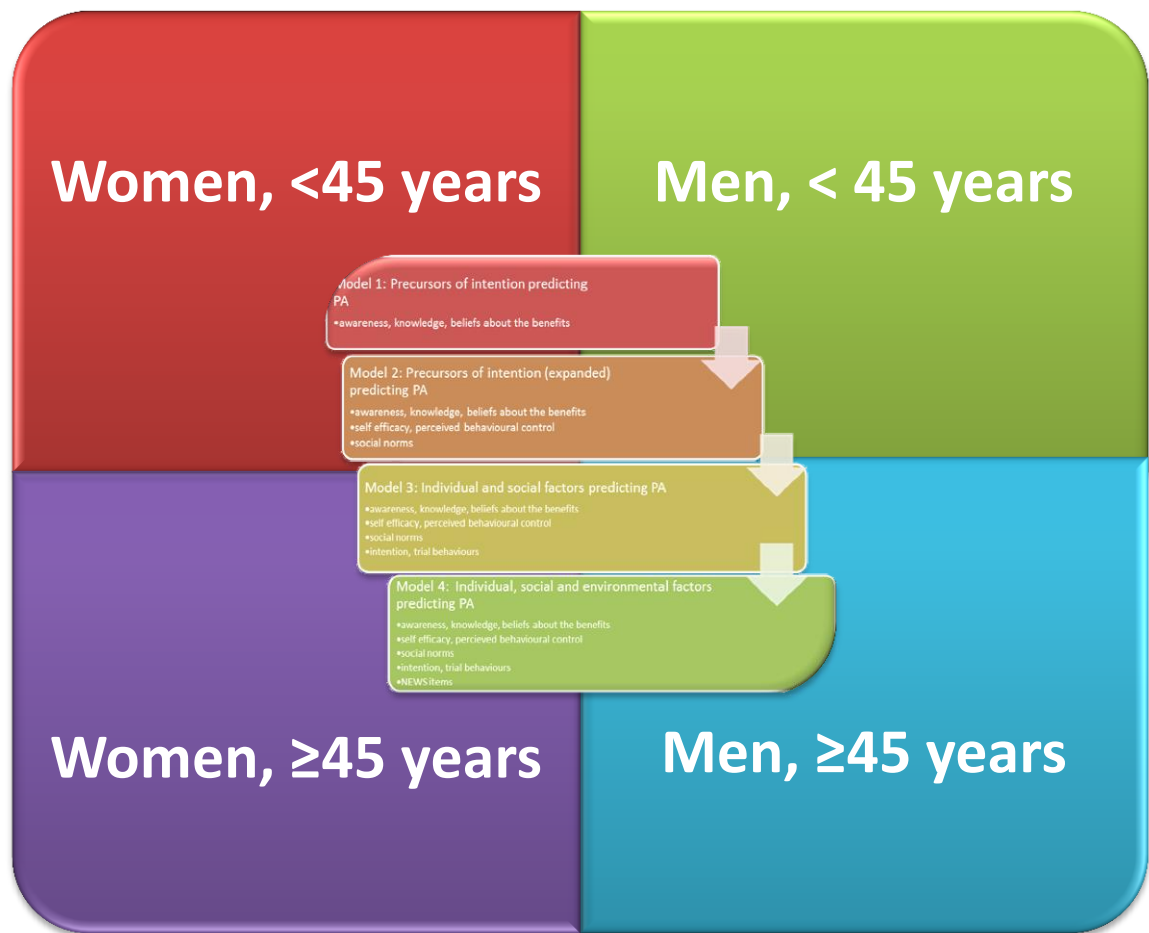 Women, <45 years
Men, < 45 years
Model 1: Precursors of intention predicting
PA
•awareness, knowledge, beliefs about the benefits
Model 2: Precursors of intention (expanded)
predicting PA
•awareness, knowledge, beliefs about the benefits
•self efficacy, perceived behavioural control
•social norms
Model 3: Individual and social factors predicting PA
•awareness, knowledge, beliefs about the benefits
•self efficacy, perceived behavioural control
•social norms
•intention, trial behaviours
Model 4:  Individual, social and environmental factors
predicting PA
•awareness, knowledge, beliefs about the benefits
•self efficacy, percieved behavioural control
•social norms
•intention, trial behaviours
•NEWS items
Women, ≥45 years
Men, ≥45 years